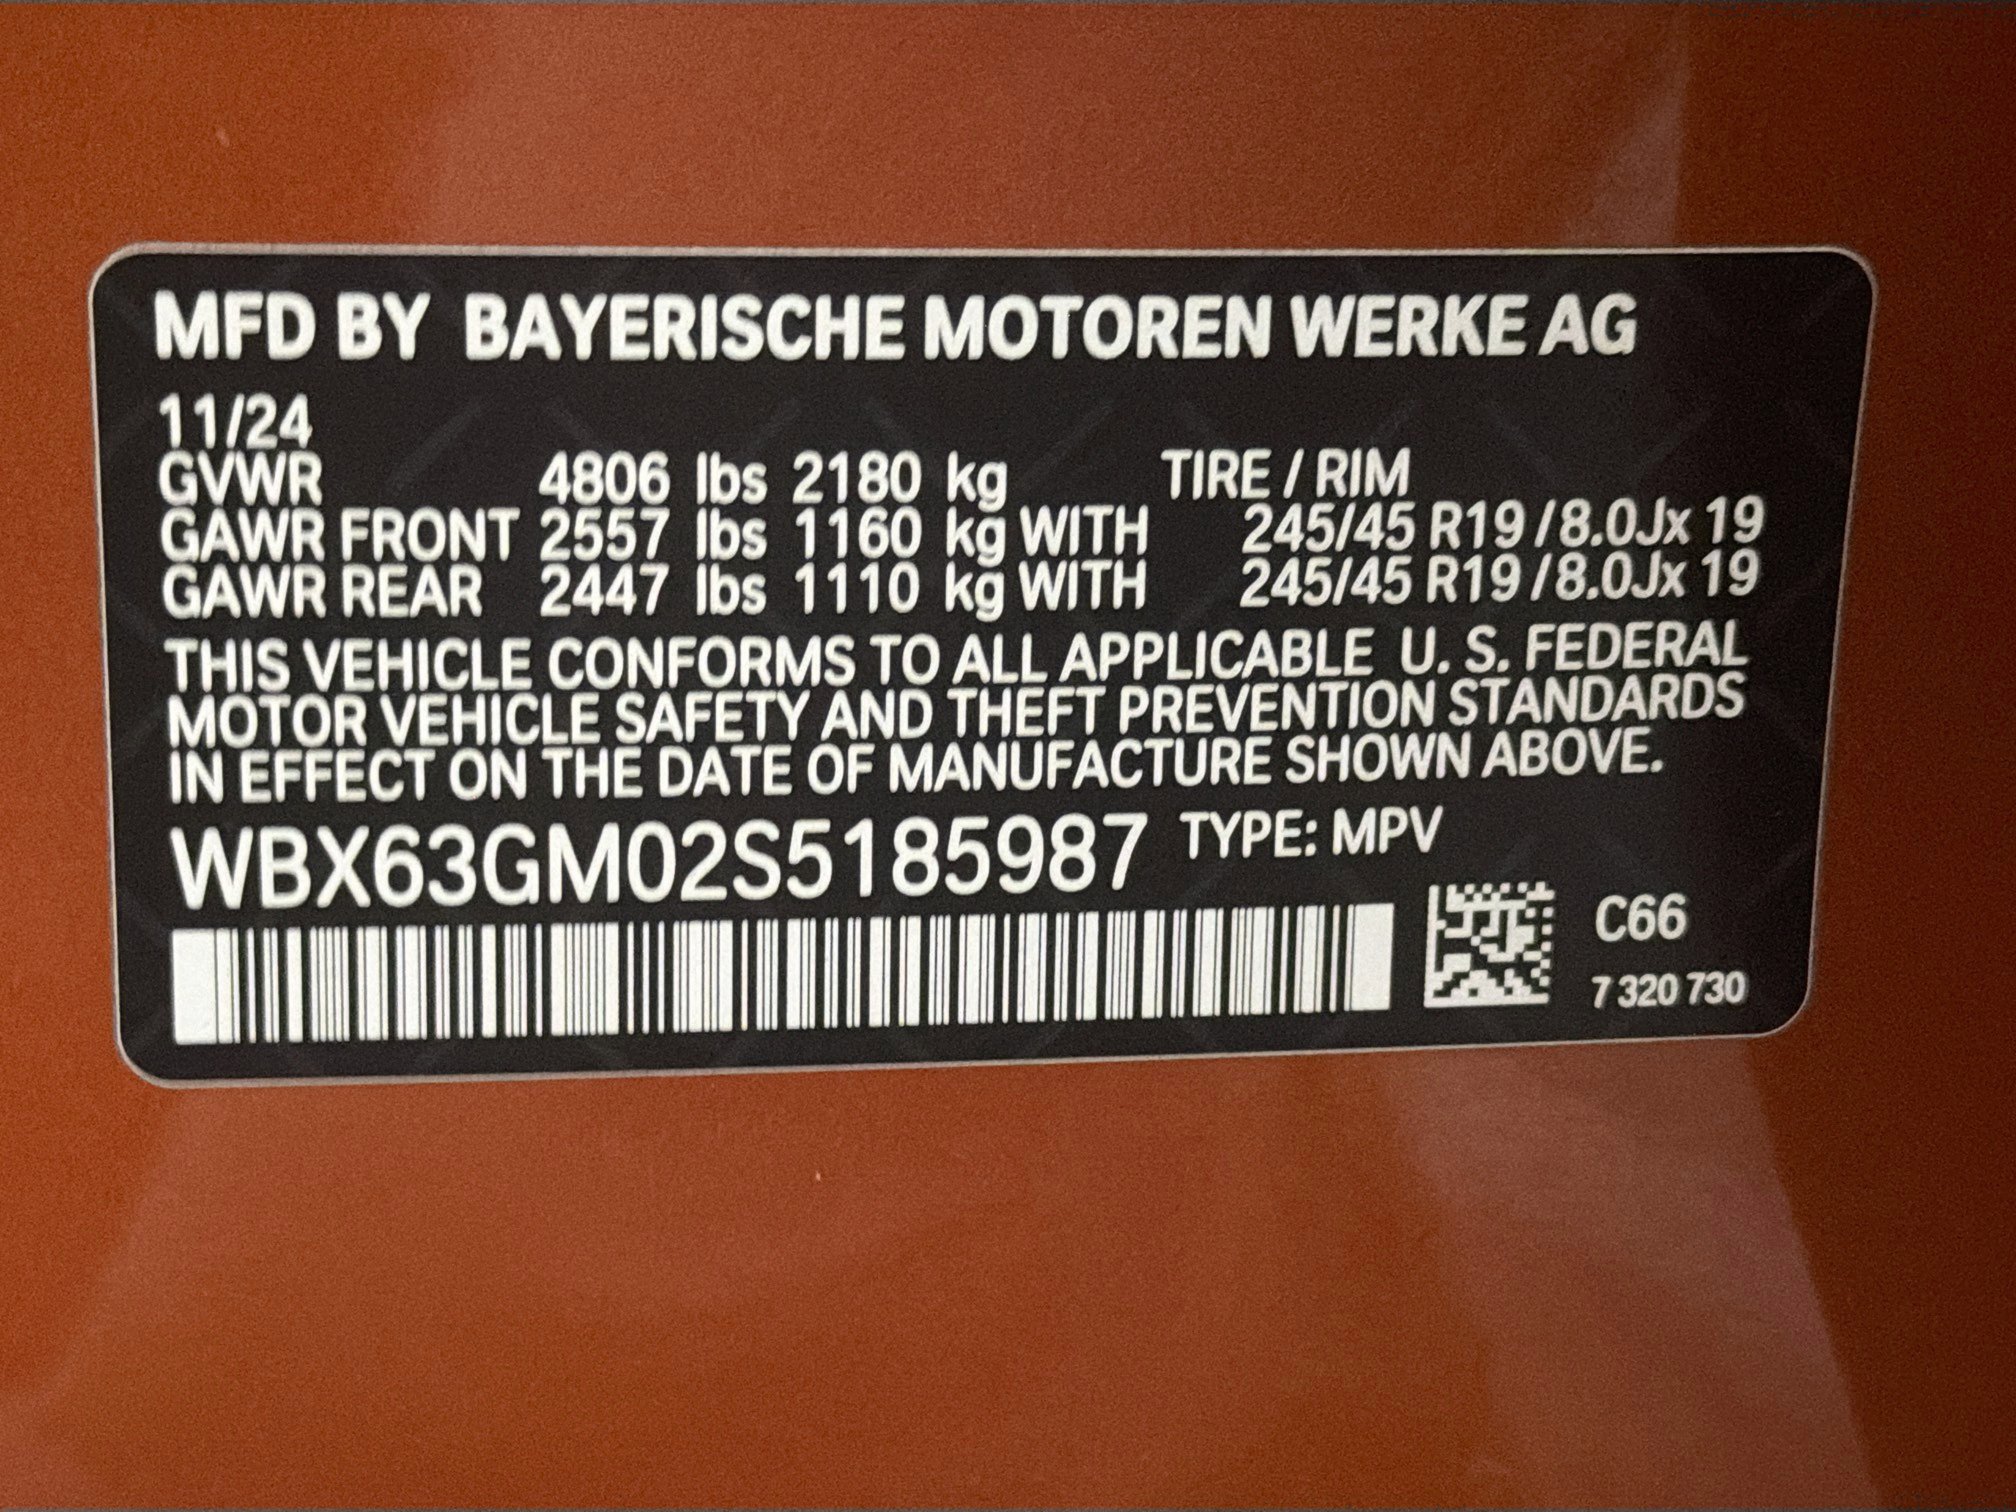 MFD BY BAYERISCHE MOTOREN WERKE AG
11/24
GVWR 4806 lbs 2180 kg TIRE / RIM
GAWR FRONT 2557 lbs 1160 kg WITH 245/45 R19 / 8.0Jx 19
GAWR REAR 2447 lbs 1110 kg WITH 245/45 R19 / 8.0Jx 19
THIS VEHICLE CONFORMS TO ALL APPLICABLE U. S. FEDERAL
MOTOR VEHICLE SAFETY AND THEFT PREVENTION STANDARDS
IN EFFECT ON THE DATE OF MANUFACTURE SHOWN ABOVE.
WBX63GM02S5185987 TYPE: MPV
C66
7 320 730